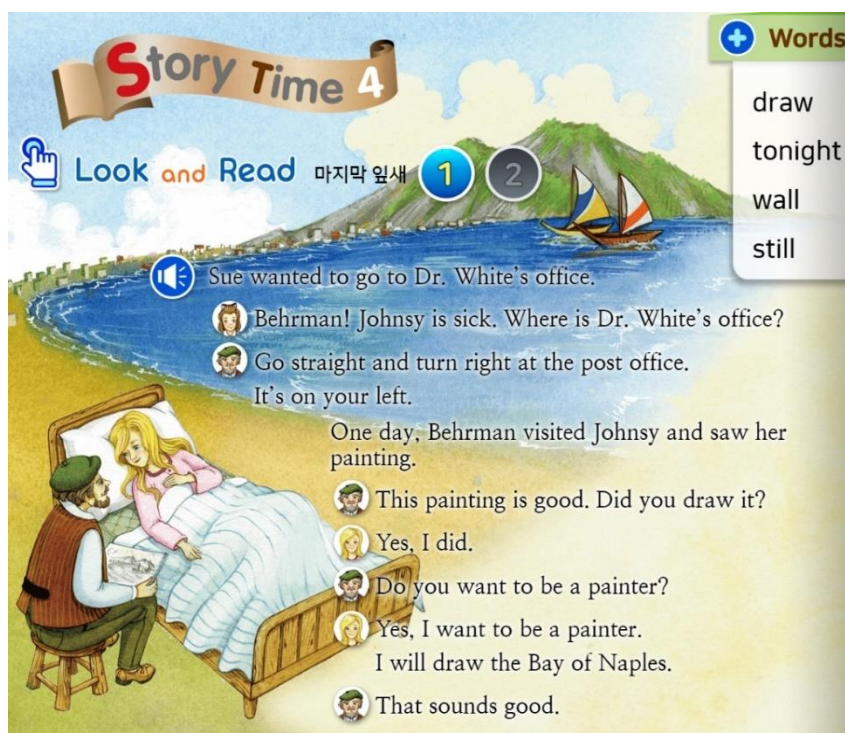 Story Time 4
Words
draw
tonight
wall
still
Look and Read 마지막 잎새 1 2
Sue wanted to go to Dr. White's office.
Behrman! Johnsy is sick. Where is Dr. White's office?
Go straight and turn right at the post office.
It's on your left.
One day, Behrman visited Johnsy and saw her
painting.
This painting is good. Did you draw it?
Yes, I did.
Do you want to be a painter?
Yes, I want to be a painter.
I will draw the Bay of Naples.
That sounds good.